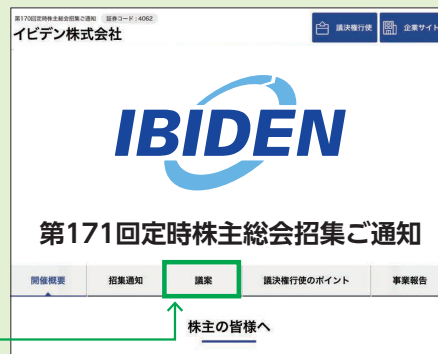 第170回定時株主総会招集ご通知 証券コード：4062
イビデン株式会社
議決権行使
企業サイト
IBIDEN
第171回定時株主総会招集ご通知
開催概要
招集通知
議案
議決権行使のポイント
事業報告
株主の皆様へ